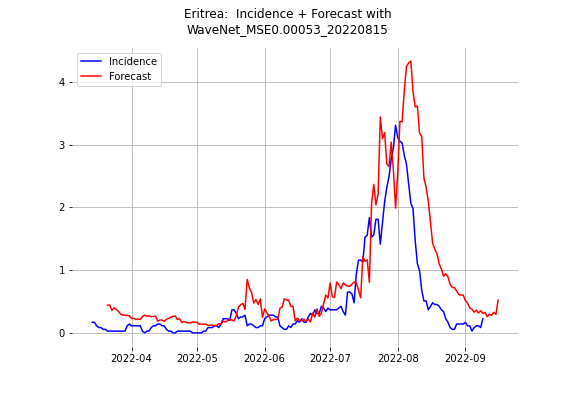 Eritrea:  Incidence + Forecast with
WaveNet_MSE0.00053_20220815
Incidence
Forecast
4
3
2
1
0
2022-04 2022-05 2022-06 2022-07 2022-08 2022-09